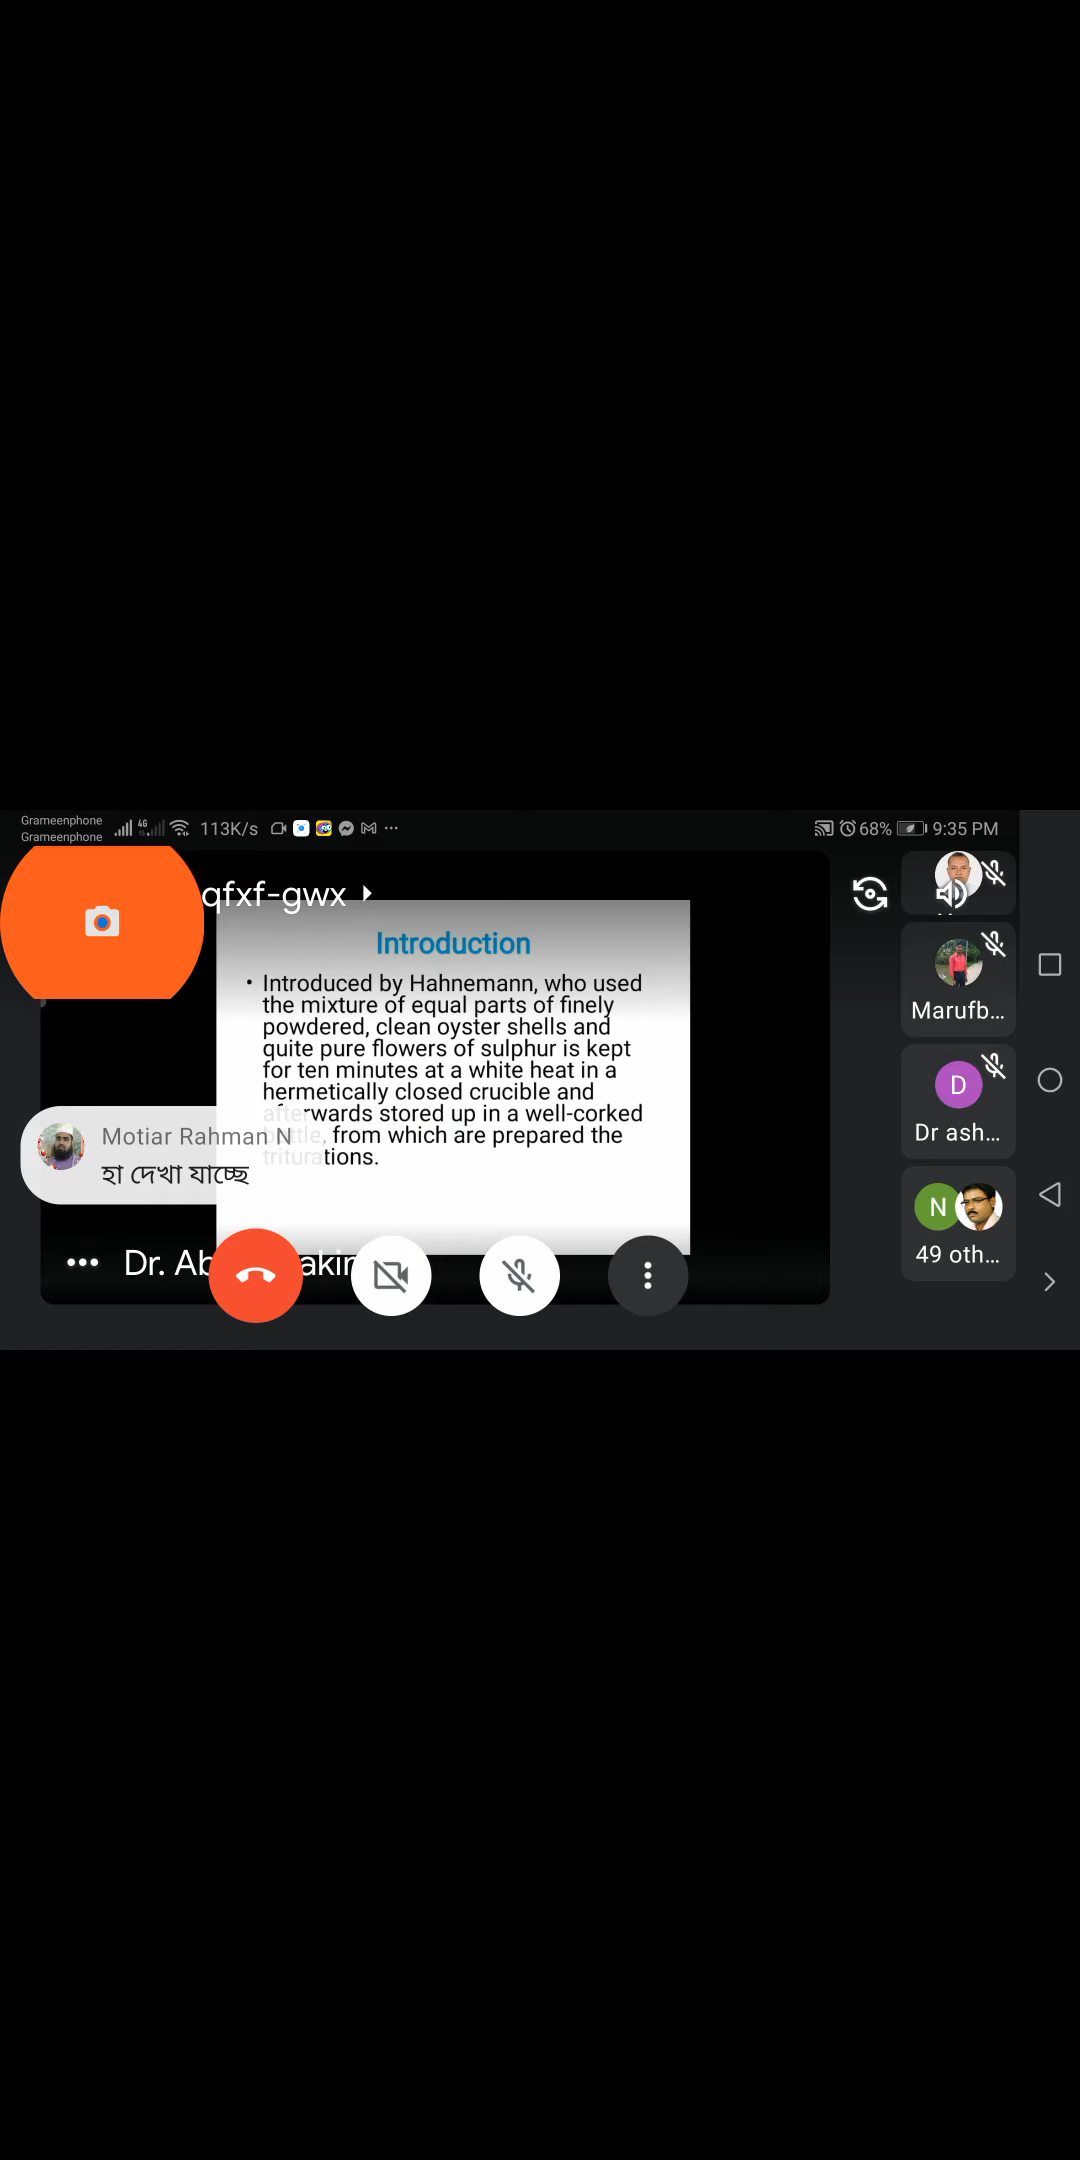 Grameenphone
Grameenphone
4G
113K/s
68%
9:35 PM
qfxf-gwx
Introduction
• Introduced by Hahnemann, who used
the mixture of equal parts of finely
powdered, clean oyster shells and
quite pure flowers of sulphur is kept
for ten minutes at a white heat in a
hermetically closed crucible and
afterwards stored up in a well-corked
bottle, from which are prepared the
triturations.
Motiar Rahman N
হা দেখা যাচ্ছে
Dr.
Marufb...
D
Dr ash...
N
49 oth...